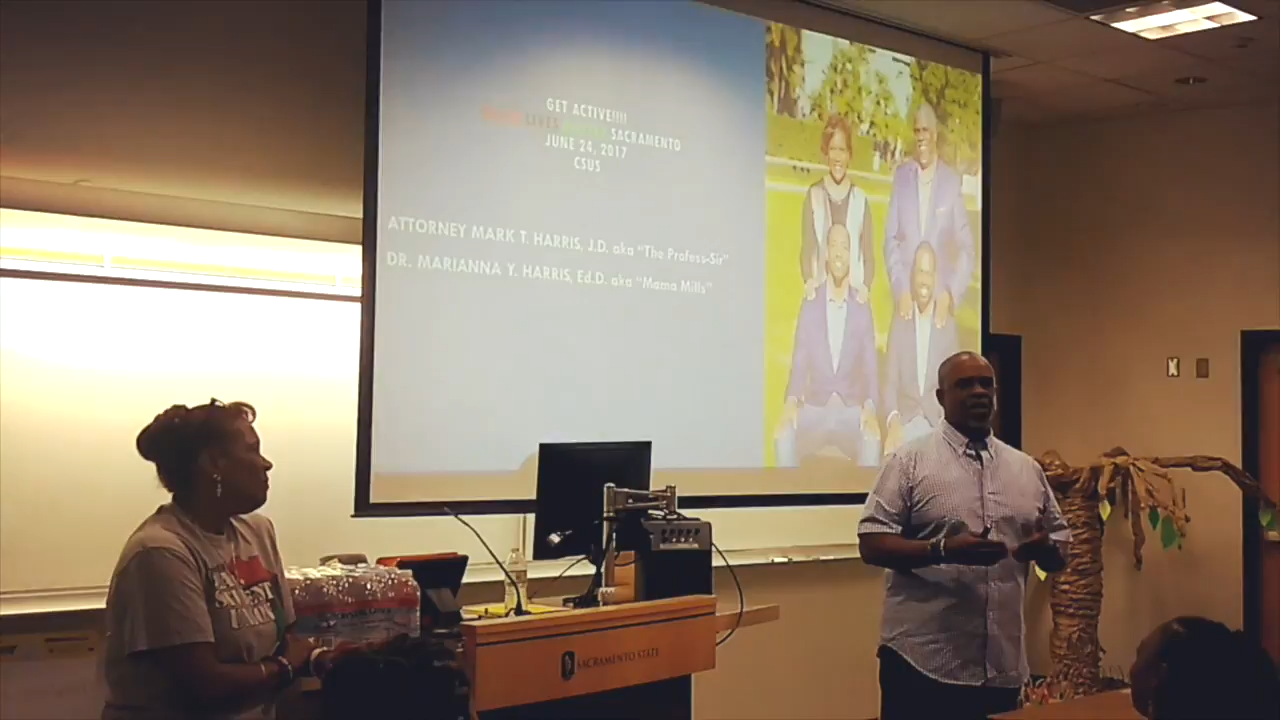 GET ACTIVE!!!!
LIVES SACRAMENTO
JUNE 24, 2017
CSUS
ATTORNEY MARK T. HARRIS, J.D. aka "The Profess-Sir"
DR. MARIANNA Y. HARRIS, Ed.D. aka "Mama Mills"
SACRAMENTO STATE